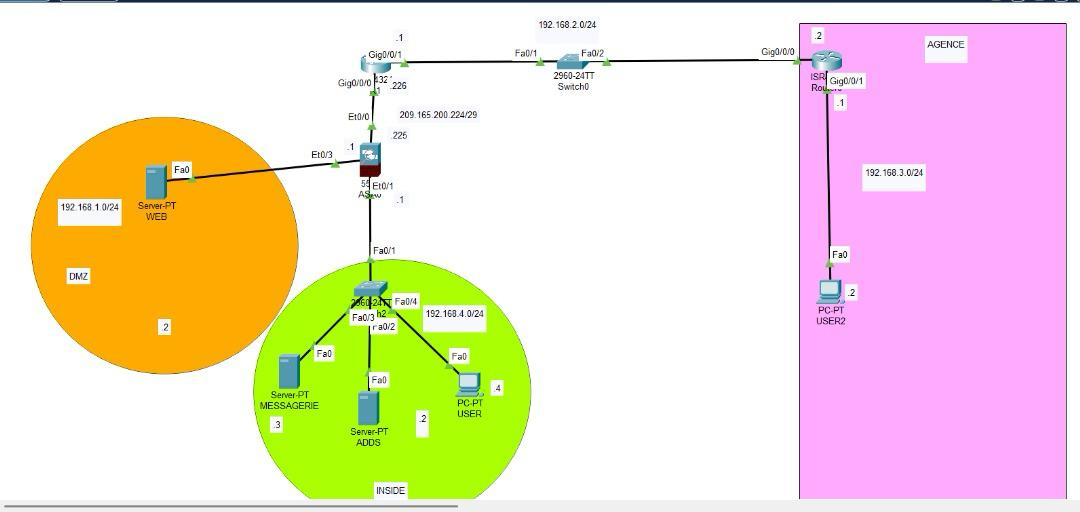 192.168.2.0/24
.1
.2
AGENCE
Gig0/0/1
Fa0/1
Fa0/2
Gig0/0/0
2960-24TT
Switch0
Gig0/0/0
.226
Gig0/0/1
.1
Et0/0
209.165.200.224/29
.225
.1
Et0/3
Fa0
192.168.3.0/24
Et0/1
.1
192.168.1.0/24
Server-PT
WEB
Fa0/1
Fa0
DMZ
.2
PC-PT
USER2
2960-24TT
Fa0/4
Fa0/3
Fa0/2
192.168.4.0/24
.2
Fa0
Fa0
Server-PT
MESSAGERIE
Fa0
.4
PC-PT
USER
.3
.2
Server-PT
ADDS
INSIDE